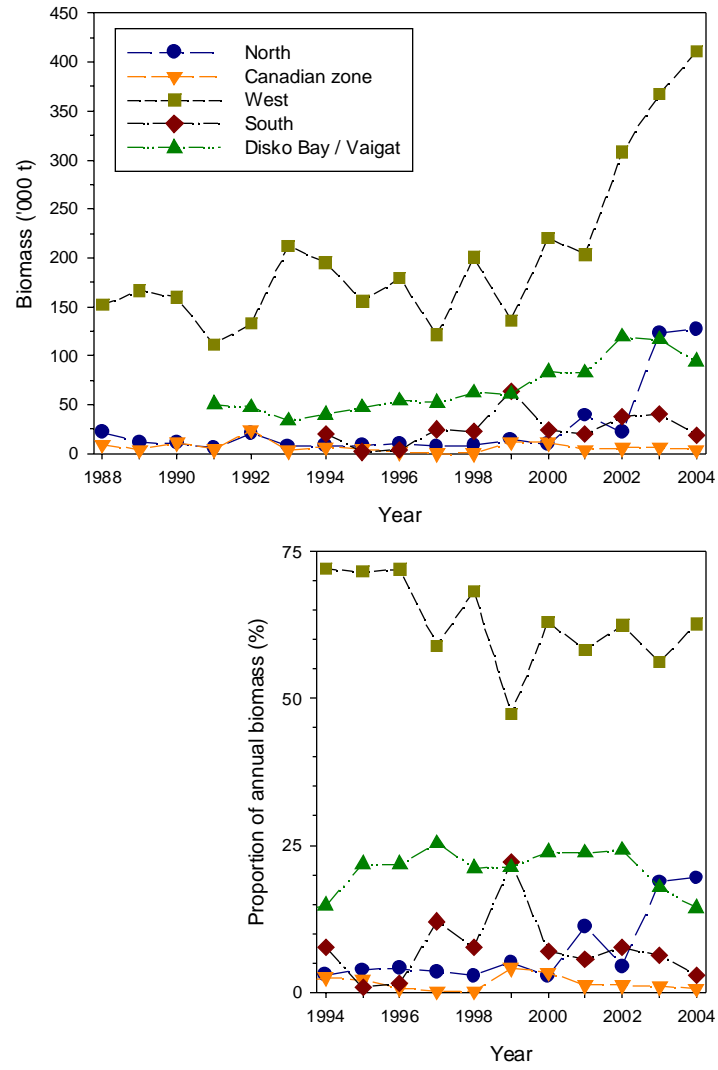 450
400
350
300
250
200
150
100
50
0
Biomass ('000 t)
North
Canadian zone
West
South
Disko Bay / Vaigat
1988 1990 1992 1994 1996 1998 2000 2002 2004
Year
75
50
25
0
Proportion of annual biomass (%)
1994 1996 1998 2000 2002 2004
Year